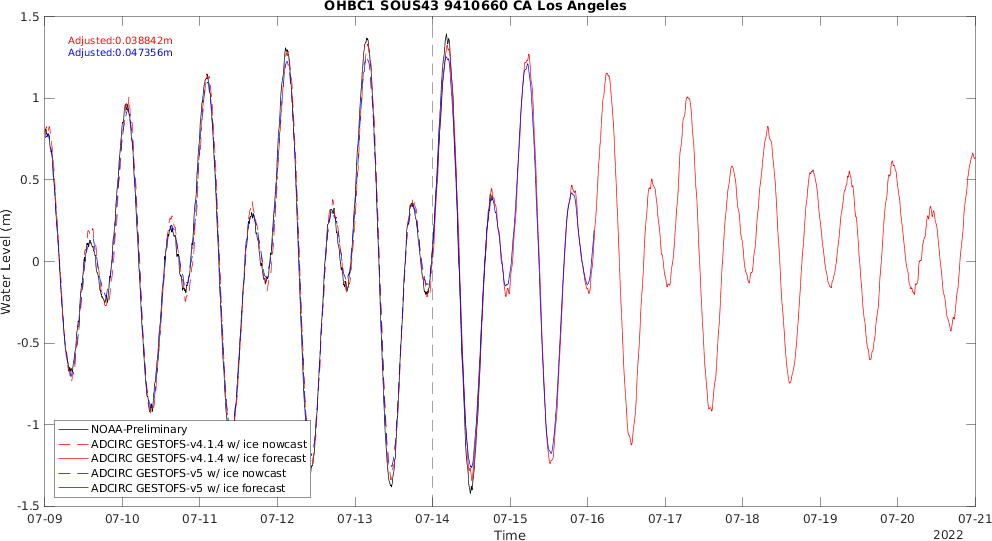 OHBC1 SOUS43 9410660 CA Los Angeles
Adjusted:0.038842m
Adjusted:0.047356m
1.5
1
0.5
0
-0.5
-1
-1.5
Water Level (m)
NOAA-Preliminary
ADCIRC GESTOFS-v4.1.4 w/ ice nowcast
ADCIRC GESTOFS-v4.1.4 w/ ice forecast
ADCIRC GESTOFS-v5 w/ ice nowcast
ADCIRC GESTOFS-v5 w/ ice forecast
07-09 07-10 07-11 07-12 07-13 07-14 07-15 07-16 07-17 07-18 07-19 07-20 07-21
Time
2022